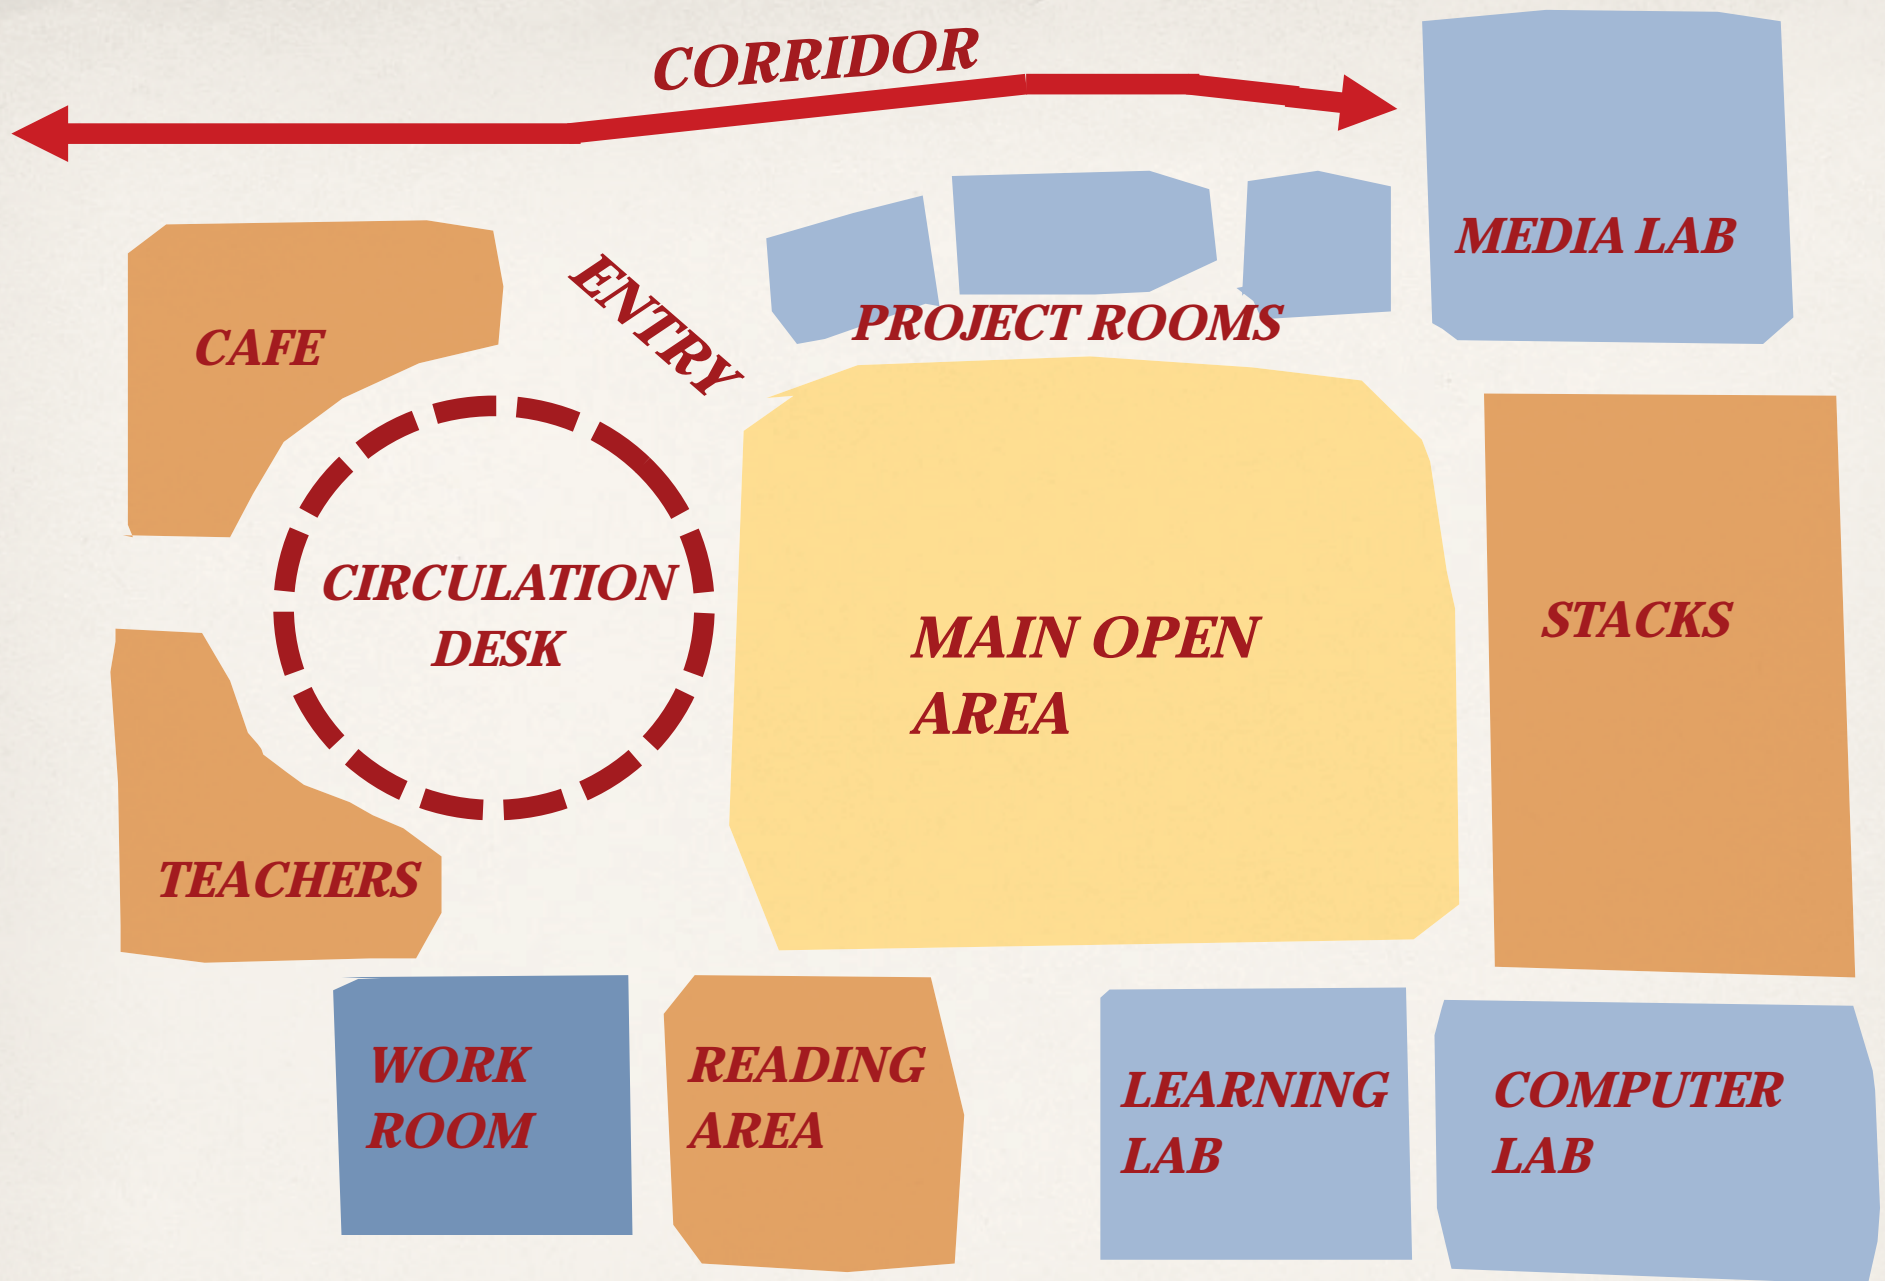 CORRIDOR
MEDIA LAB
ENTRY
PROJECT ROOMS
CAFE
CIRCULATION
DESK
MAIN OPEN
AREA
STACKS
TEACHERS
WORK
ROOM
READING
AREA
LEARNING
LAB
COMPUTER
LAB